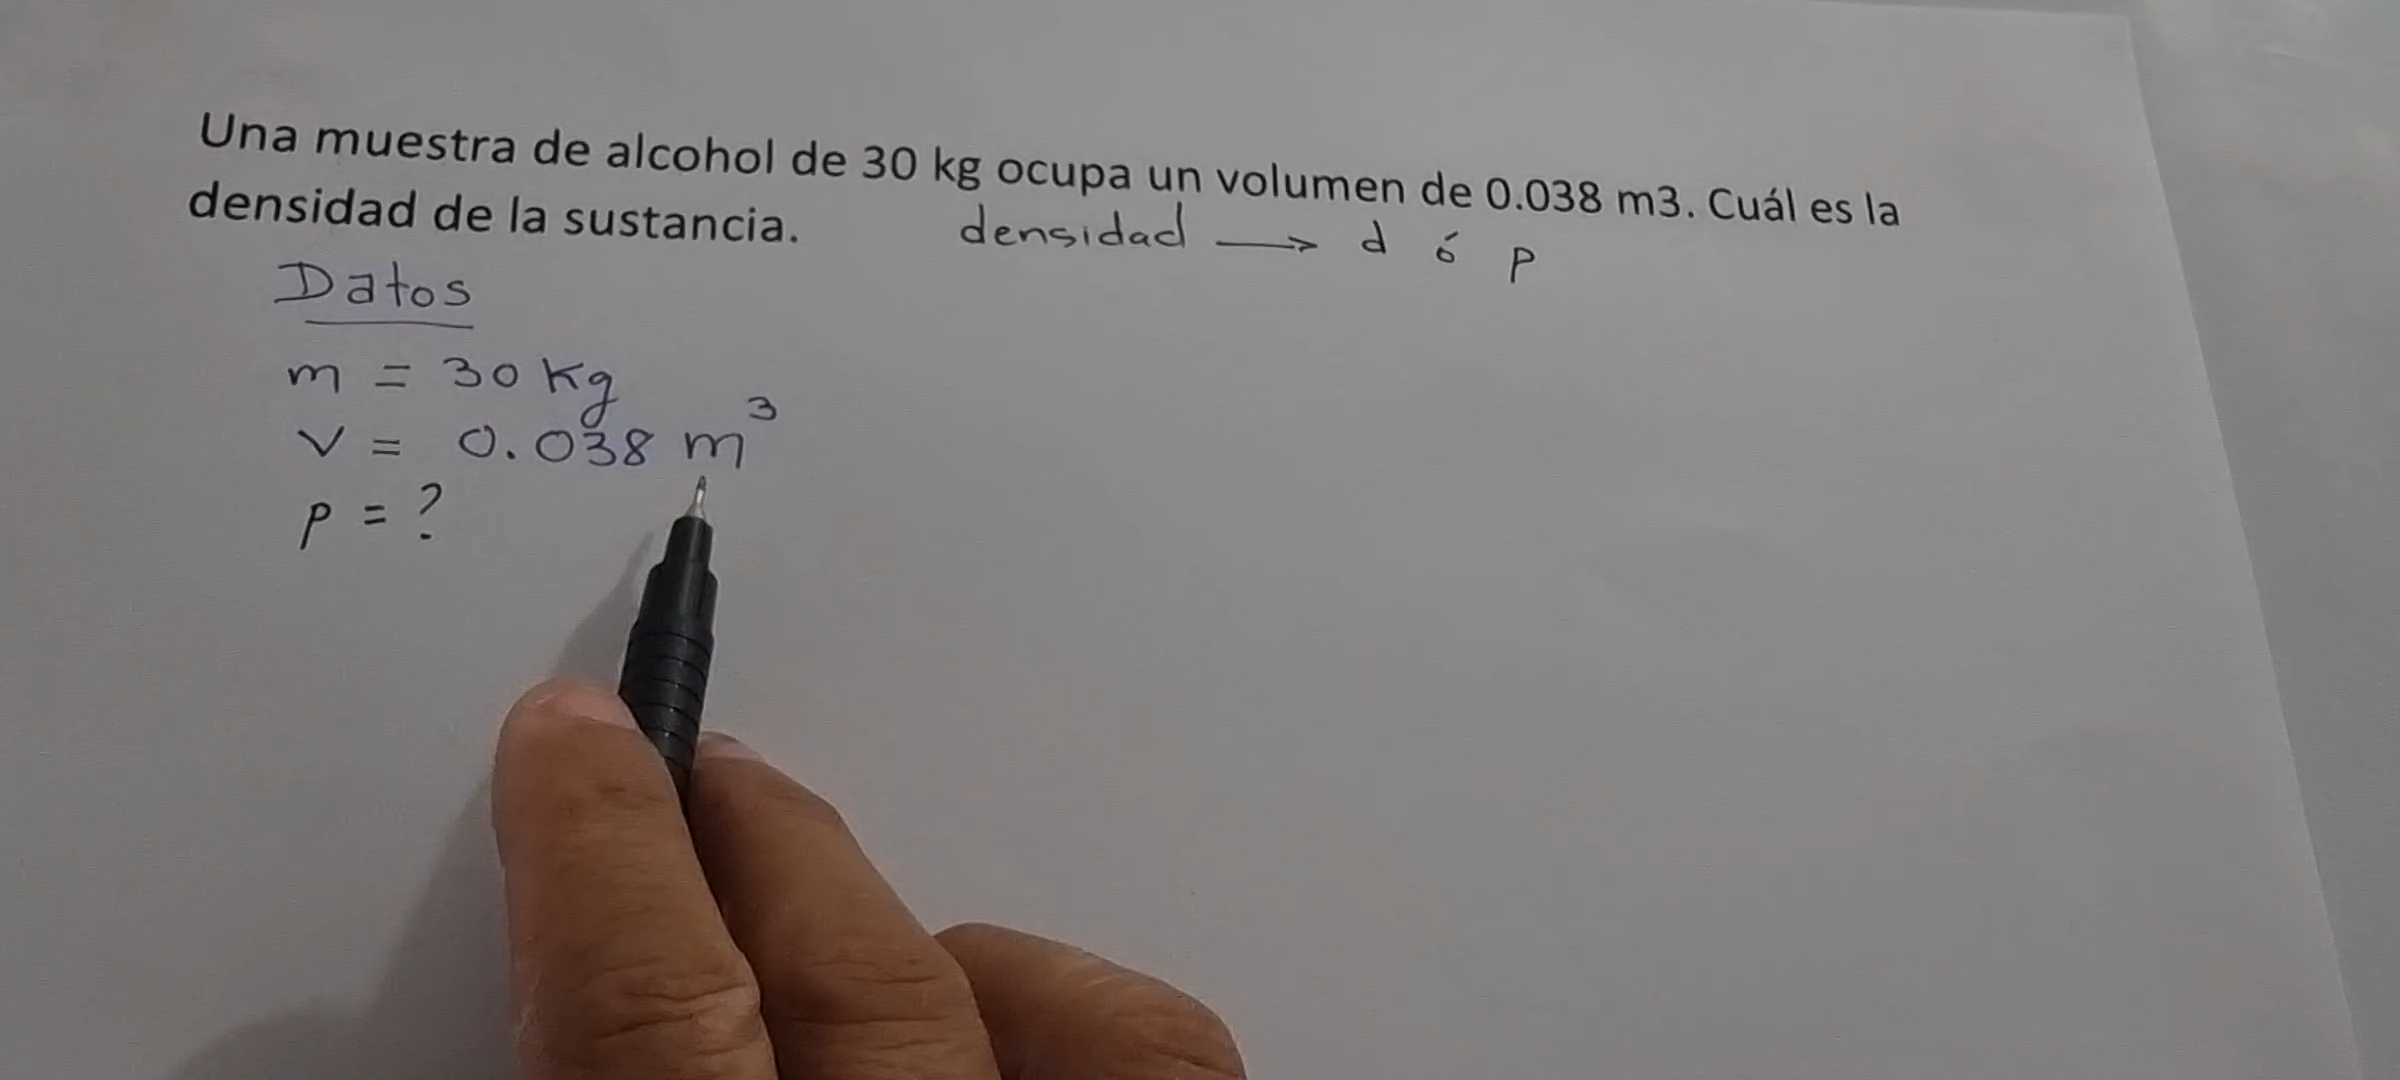 Una muestra de alcohol de 30 kg ocupa un volumen de 0.038 m3. Cuál es la
densidad de la sustancia.
densidad → d ó ρ
Datos
m = 30 Kg
v = 0.038 m³
ρ = ?